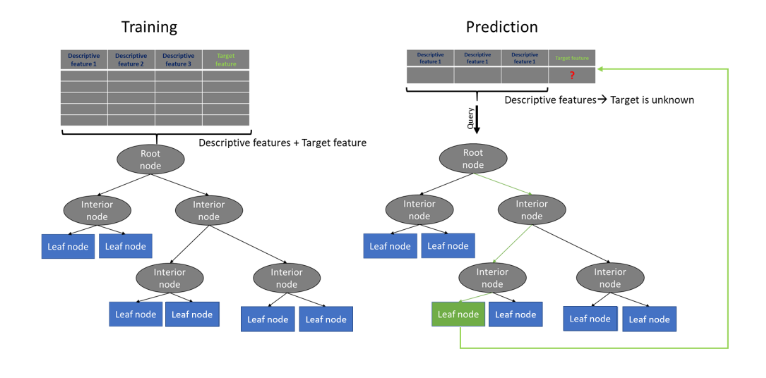 Training
Descriptive
feature 1
Descriptive
feature 2
Descriptive
feature 3
Target
feature
Descriptive features + Target feature
Root
node
Interior
node
Interior
node
Leaf node
Leaf node
Interior
node
Interior
node
Leaf node
Leaf node
Leaf node
Leaf node
Prediction
Descriptive
feature 1
Descriptive
feature 1
Descriptive
feature 1
Target feature
?
Descriptive features→ Target is unknown
Query
Root
node
Interior
node
Interior
node
Leaf node
Leaf node
Interior
node
Interior
node
Leaf node
Leaf node
Leaf node
Leaf node